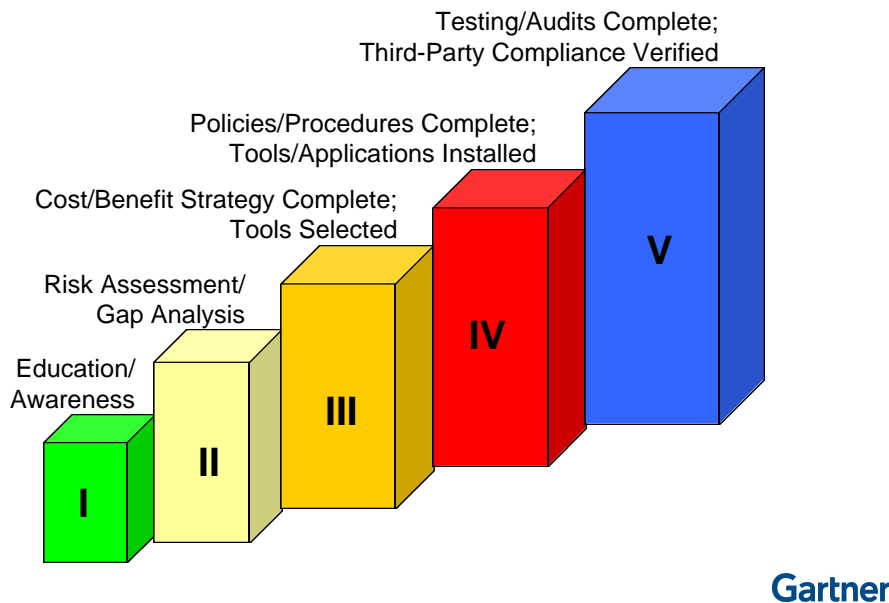 Testing/Audits Complete;
Third-Party Compliance Verified
Policies/Procedures Complete;
Tools/Applications Installed
Cost/Benefit Strategy Complete;
Tools Selected
Risk Assessment/
Gap Analysis
Education/
Awareness
I
II
III
IV
V
Gartner